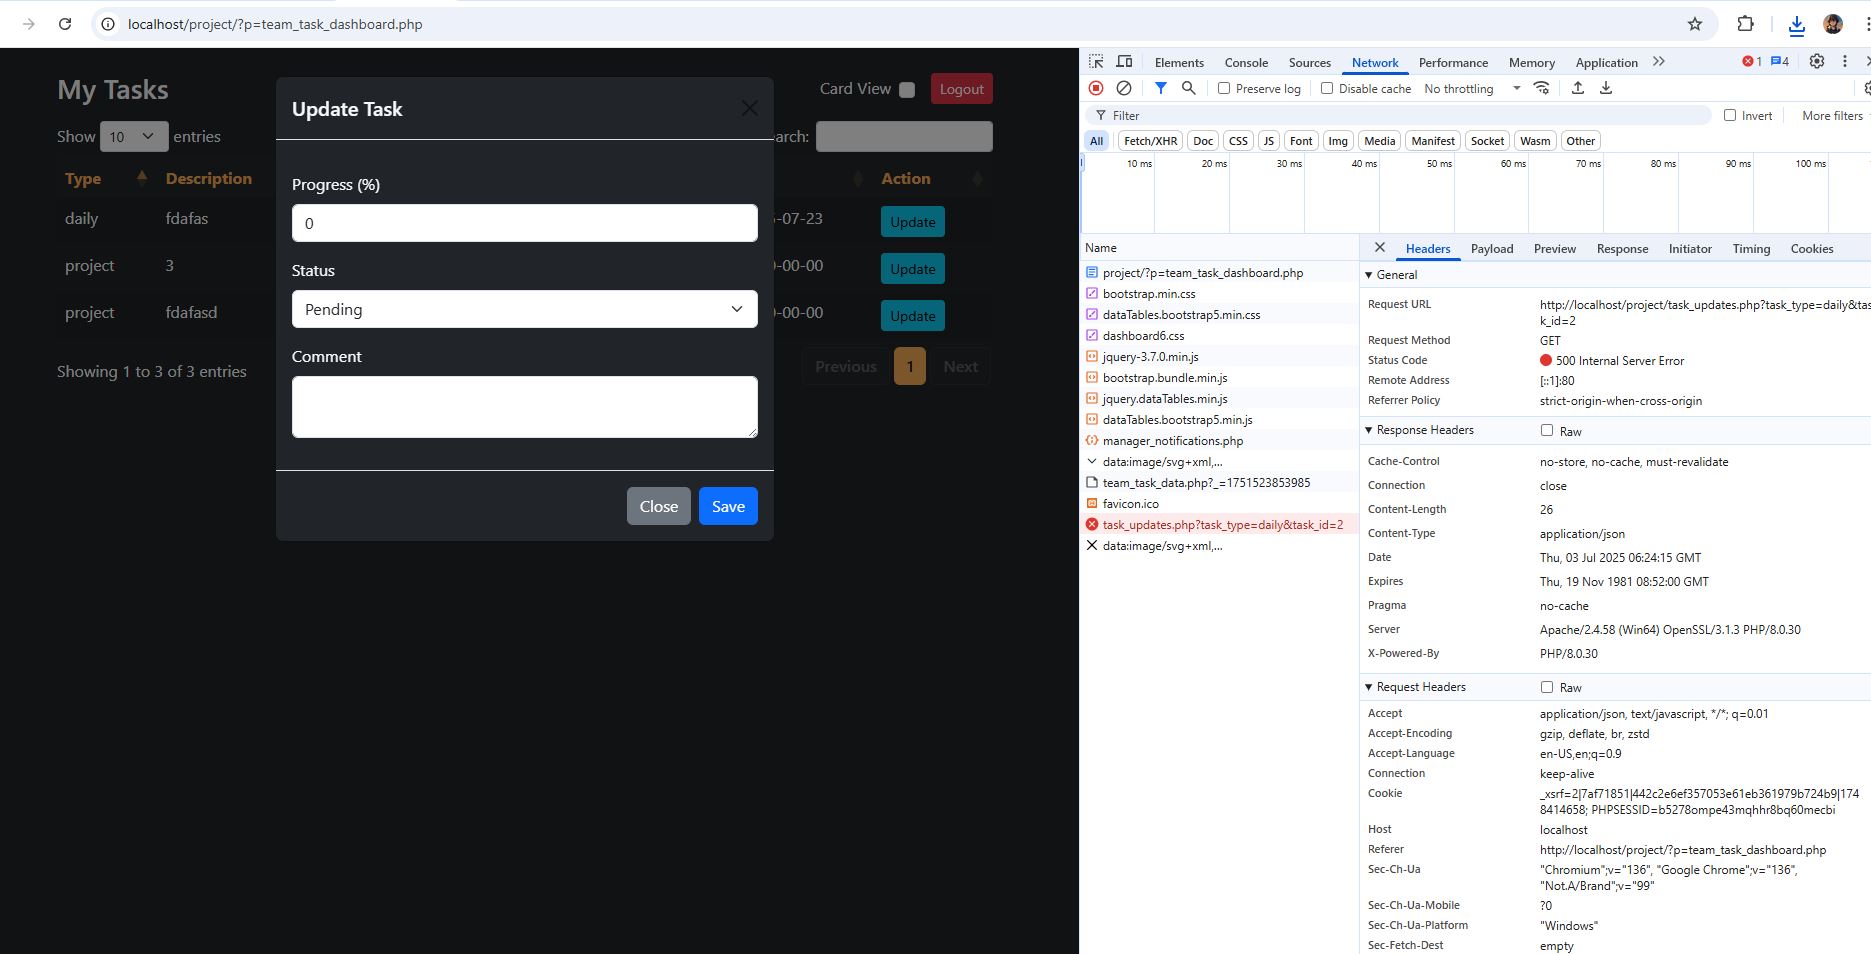 localhost/project/?p=team_task_dashboard.php
My Tasks
Card View
Logout
Show 10 entries
arch:
Type Description Action
daily fdafas -07-23 Update
project 3 0-00-00 Update
project fdafasd 0-00-00 Update
Showing 1 to 3 of 3 entries
Previous 1 Next
Update Task
Progress (%)
0
Status
Pending
Comment
Close Save
Elements Console Sources Network Performance Memory Application 1 4
Preserve log Disable cache No throttling
Filter Invert More filters
All Fetch/XHR Doc CSS JS Font Img Media Manifest Socket Wasm Other
10 ms 20 ms 30 ms 40 ms 50 ms 60 ms 70 ms 80 ms 90 ms 100 ms
Name
project/?p=team_task_dashboard.php
bootstrap.min.css
dataTables.bootstrap5.min.css
dashboard6.css
jquery-3.7.0.min.js
bootstrap.bundle.min.js
jquery.dataTables.min.js
dataTables.bootstrap5.min.js
manager_notifications.php
data:image/svg+xml,...
team_task_data.php?_=1751523853985
favicon.ico
task_updates.php?task_type=daily&task_id=2
data:image/svg+xml,...
Headers Payload Preview Response Initiator Timing Cookies
General
Request URL http://localhost/project/task_updates.php?task_type=daily&tas
k_id=2
Request Method GET
Status Code 500 Internal Server Error
Remote Address [::1]:80
Referrer Policy strict-origin-when-cross-origin
Response Headers Raw
Cache-Control no-store, no-cache, must-revalidate
Connection close
Content-Length 26
Content-Type application/json
Date Thu, 03 Jul 2025 06:24:15 GMT
Expires Thu, 19 Nov 1981 08:52:00 GMT
Pragma no-cache
Server Apache/2.4.58 (Win64) OpenSSL/3.1.3 PHP/8.0.30
X-Powered-By PHP/8.0.30
Request Headers Raw
Accept application/json, text/javascript, */*; q=0.01
Accept-Encoding gzip, deflate, br, zstd
Accept-Language en-US,en;q=0.9
Connection keep-alive
Cookie _xsrf=2|7af71851|442c2e6ef357053e61eb361979b724b9|174
8414658; PHPSESSID=b5278ompe43mqhhr8bq60mecbi
Host localhost
Referer http://localhost/project/?p=team_task_dashboard.php
Sec-Ch-Ua "Chromium";v="136", "Google Chrome";v="136",
"Not.A/Brand";v="99"
Sec-Ch-Ua-Mobile ?0
Sec-Ch-Ua-Platform "Windows"
Sec-Fetch-Dest empty